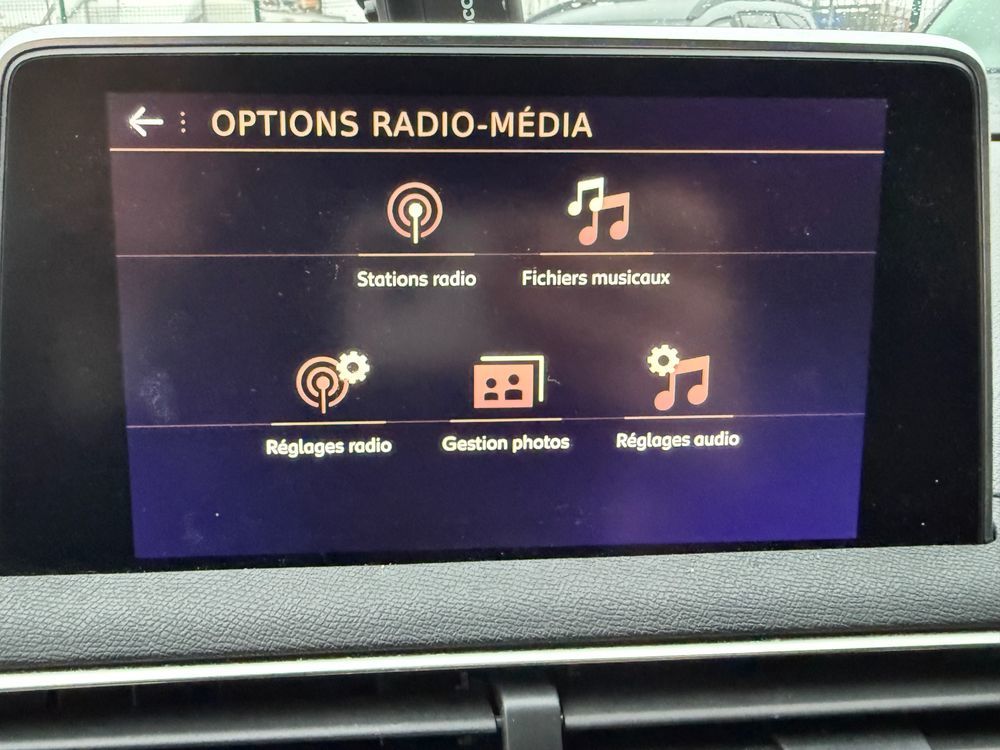 OPTIONS RADIO-MÉDIA
Stations radio
Fichiers musicaux
Réglages radio
Gestion photos
Réglages audio